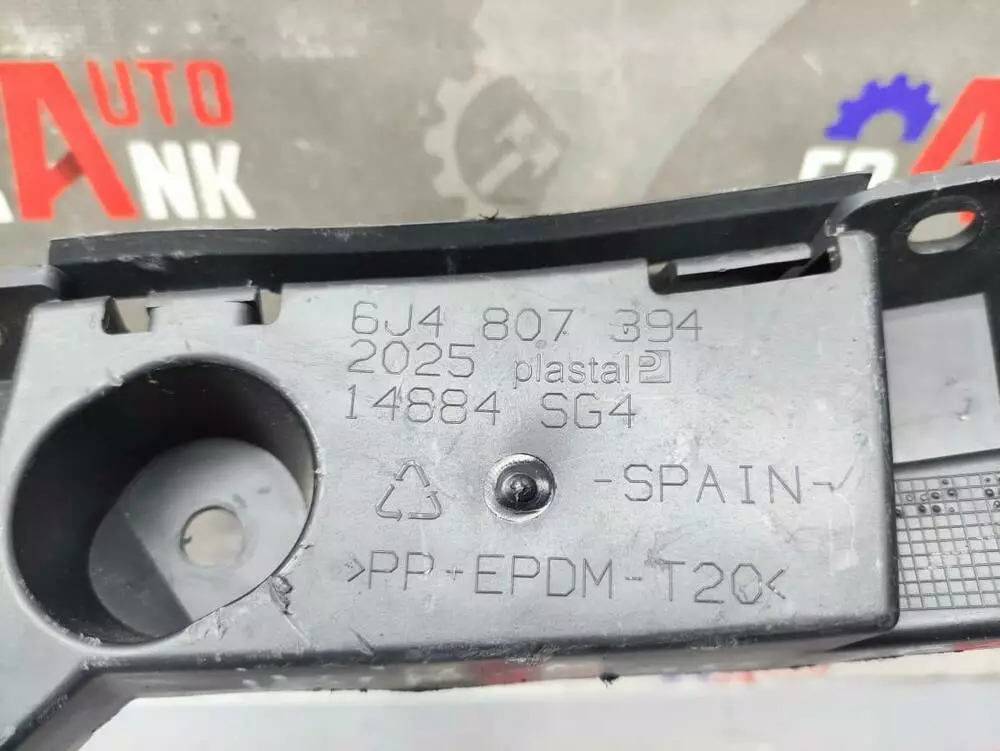 AUTO
ANK
6J4 807 394
2025 plastal
14884 SG4
-SPAIN-
>PP+EPDM-T20<